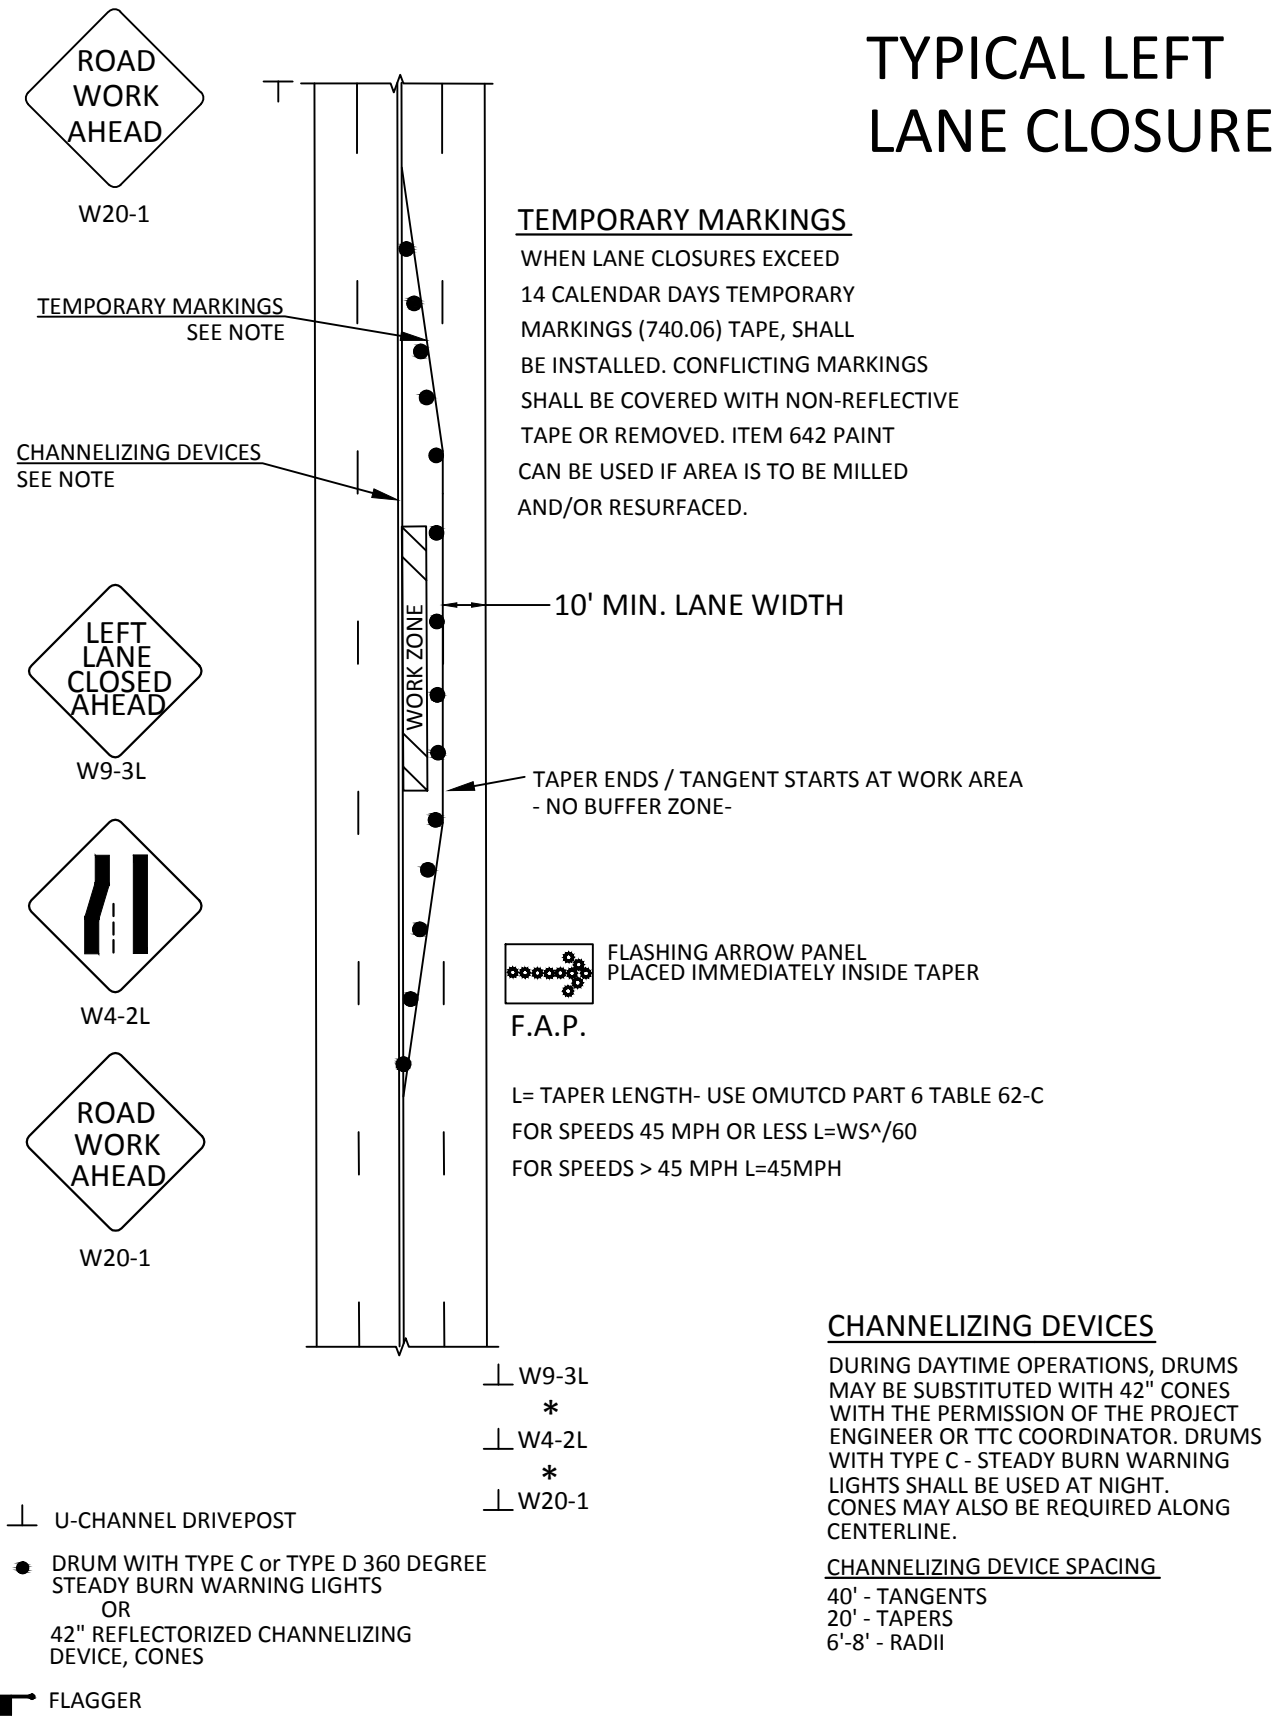 TYPICAL LEFT
LANE CLOSURE
ROAD
WORK
AHEAD
W20-1
TEMPORARY MARKINGS
SEE NOTE
CHANNELIZING DEVICES
SEE NOTE
LEFT
LANE
CLOSED
AHEAD
W9-3L
W4-2L
ROAD
WORK
AHEAD
W20-1
WORK ZONE
TEMPORARY MARKINGS
WHEN LANE CLOSURES EXCEED
14 CALENDAR DAYS TEMPORARY
MARKINGS (740.06) TAPE, SHALL
BE INSTALLED. CONFLICTING MARKINGS
SHALL BE COVERED WITH NON-REFLECTIVE
TAPE OR REMOVED. ITEM 642 PAINT
CAN BE USED IF AREA IS TO BE MILLED
AND/OR RESURFACED.
10' MIN. LANE WIDTH
TAPER ENDS / TANGENT STARTS AT WORK AREA
- NO BUFFER ZONE-
FLASHING ARROW PANEL
PLACED IMMEDIATELY INSIDE TAPER
F.A.P.
L= TAPER LENGTH- USE OMUTCD PART 6 TABLE 62-C
FOR SPEEDS 45 MPH OR LESS L=WS^/60
FOR SPEEDS > 45 MPH L=45MPH
W9-3L
*
W4-2L
*
W20-1
U-CHANNEL DRIVEPOST
DRUM WITH TYPE C or TYPE D 360 DEGREE
STEADY BURN WARNING LIGHTS
OR
42" REFLECTORIZED CHANNELIZING
DEVICE, CONES
FLAGGER
CHANNELIZING DEVICES
DURING DAYTIME OPERATIONS, DRUMS
MAY BE SUBSTITUTED WITH 42" CONES
WITH THE PERMISSION OF THE PROJECT
ENGINEER OR TTC COORDINATOR. DRUMS
WITH TYPE C - STEADY BURN WARNING
LIGHTS SHALL BE USED AT NIGHT.
CONES MAY ALSO BE REQUIRED ALONG
CENTERLINE.
CHANNELIZING DEVICE SPACING
40' - TANGENTS
20' - TAPERS
6'-8' - RADII